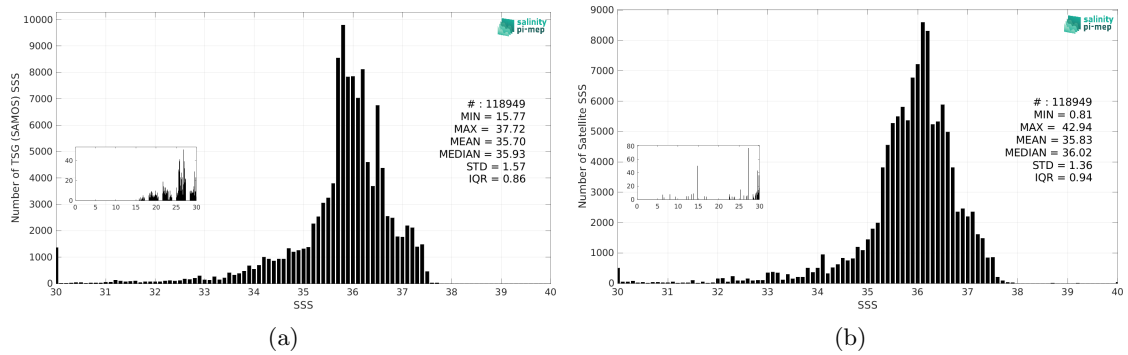 salinity
pi-mep
Number of TSG (SAMOS) SSS
10000
9000
8000
7000
6000
5000
4000
3000
2000
1000
0
# : 118949
MIN = 15.77
MAX = 37.72
MEAN = 35.70
MEDIAN = 35.93
STD = 1.57
IQR = 0.86
40
20
0
0 5 10 15 20 25 30
30 31 32 33 34 35 36 37 38 39 40
SSS
(a)
salinity
pi-mep
Number of Satellite SSS
9000
8000
7000
6000
5000
4000
3000
2000
1000
0
# : 118949
MIN = 0.81
MAX = 42.94
MEAN = 35.83
MEDIAN = 36.02
STD = 1.36
IQR = 0.94
80
60
40
20
0
0 5 10 15 20 25 30
30 31 32 33 34 35 36 37 38 39 40
SSS
(b)